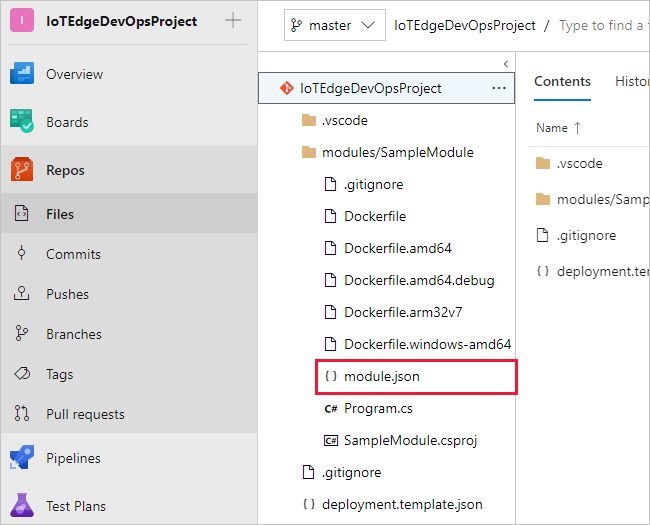 I IoTEdgeDevOpsProject
Overview
Boards
Repos
Files
Commits
Pushes
Branches
Tags
Pull requests
Pipelines
Test Plans
master
IoTEdgeDevOpsProject / Type to find a
IoTEdgeDevOpsProject ...
.vscode
modules/SampleModule
.gitignore
Dockerfile
Dockerfile.amd64
Dockerfile.amd64.debug
Dockerfile.arm32v7
Dockerfile.windows-amd64
{ } module.json
C# Program.cs
C# SampleModule.csproj
.gitignore
{ } deployment.template.json
Contents Histor
Name ↑
.vscode
modules/Samp
.gitignore
{ } deployment.te